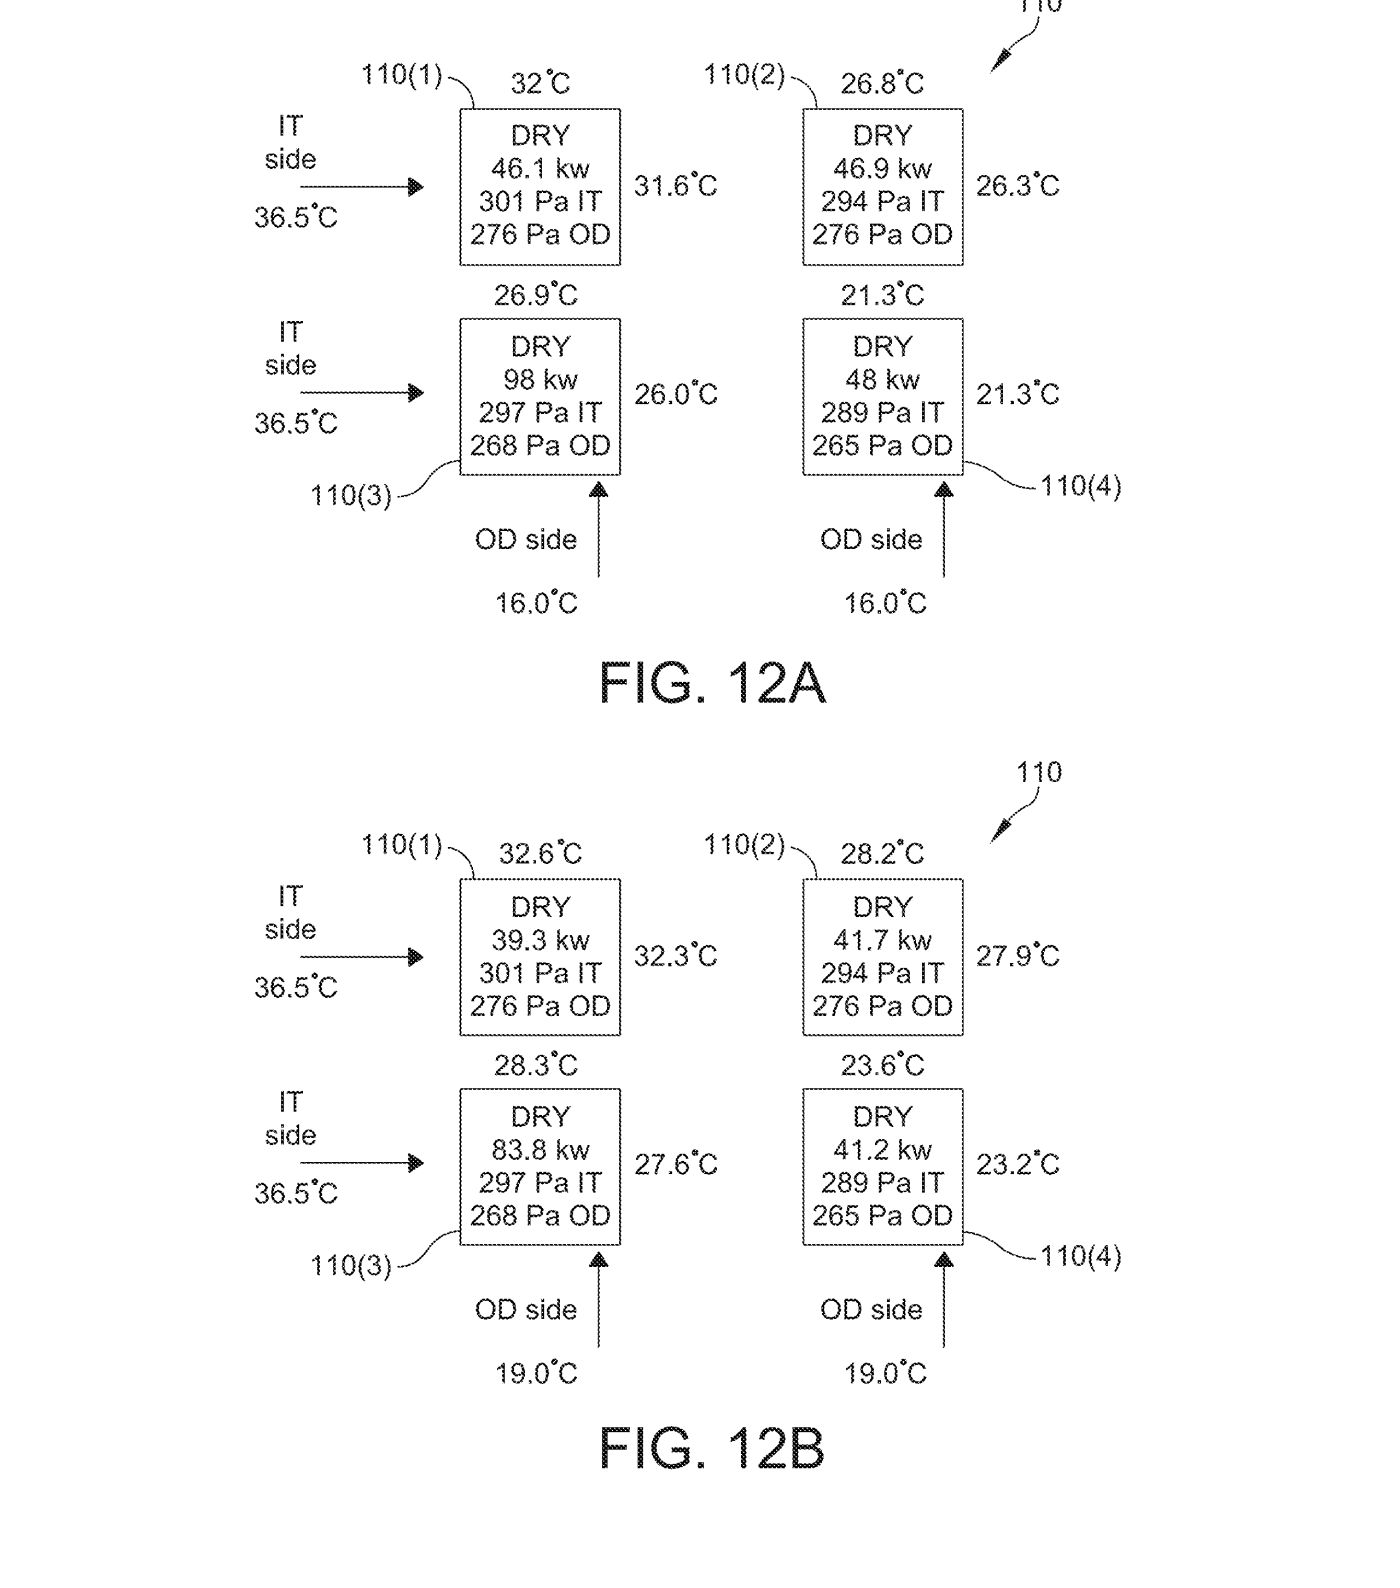 110
110(1)
32°C
110(2)
26.8°C
IT
side
36.5°C
DRY
46.1 kw
301 Pa IT
276 Pa OD
31.6°C
DRY
46.9 kw
294 Pa IT
276 Pa OD
26.3°C
26.9°C
21.3°C
IT
side
36.5°C
DRY
98 kw
297 Pa IT
268 Pa OD
26.0°C
DRY
48 kw
289 Pa IT
265 Pa OD
21.3°C
110(3)
110(4)
OD side
16.0°C
OD side
16.0°C
FIG. 12A
110
110(1)
32.6°C
110(2)
28.2°C
IT
side
36.5°C
DRY
39.3 kw
301 Pa IT
276 Pa OD
32.3°C
DRY
41.7 kw
294 Pa IT
276 Pa OD
27.9°C
28.3°C
23.6°C
IT
side
36.5°C
DRY
83.8 kw
297 Pa IT
268 Pa OD
27.6°C
DRY
41.2 kw
289 Pa IT
265 Pa OD
23.2°C
110(3)
110(4)
OD side
19.0°C
OD side
19.0°C
FIG. 12B